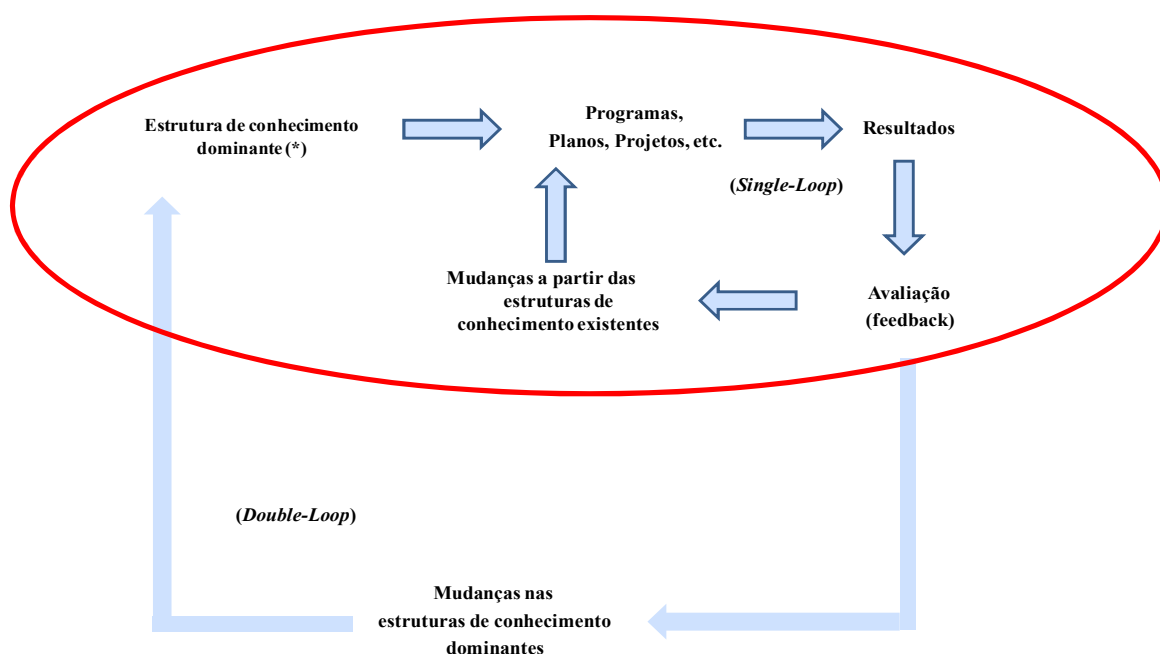 Estrutura de conhecimento
dominante (*)
Programas,
Planos, Projetos, etc.
Resultados
(Single-Loop)
Mudanças a partir das
estruturas de
conhecimento existentes
Avaliação
(feedback)
(Double-Loop)
Mudanças nas
estruturas de conhecimento
dominantes